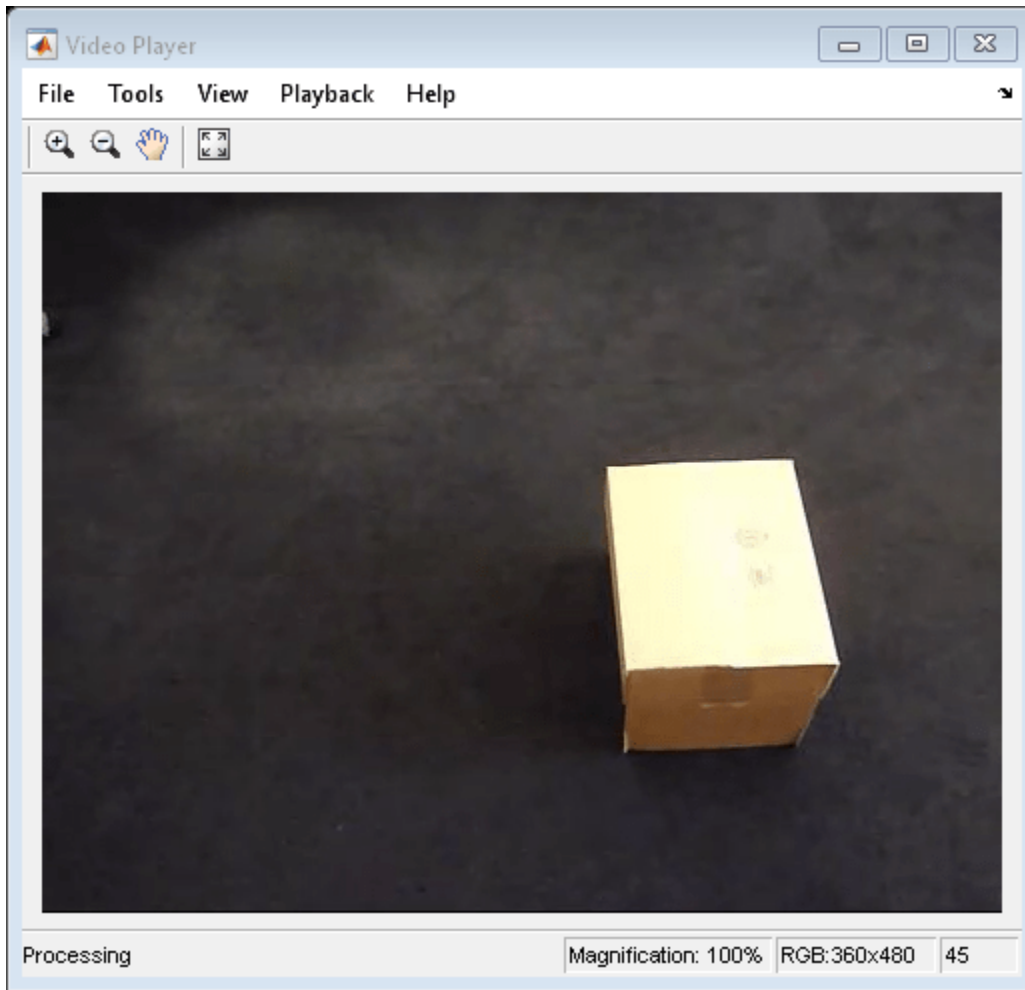 Video Player
File Tools View Playback Help
Processing Magnification: 100% RGB:360x480 45